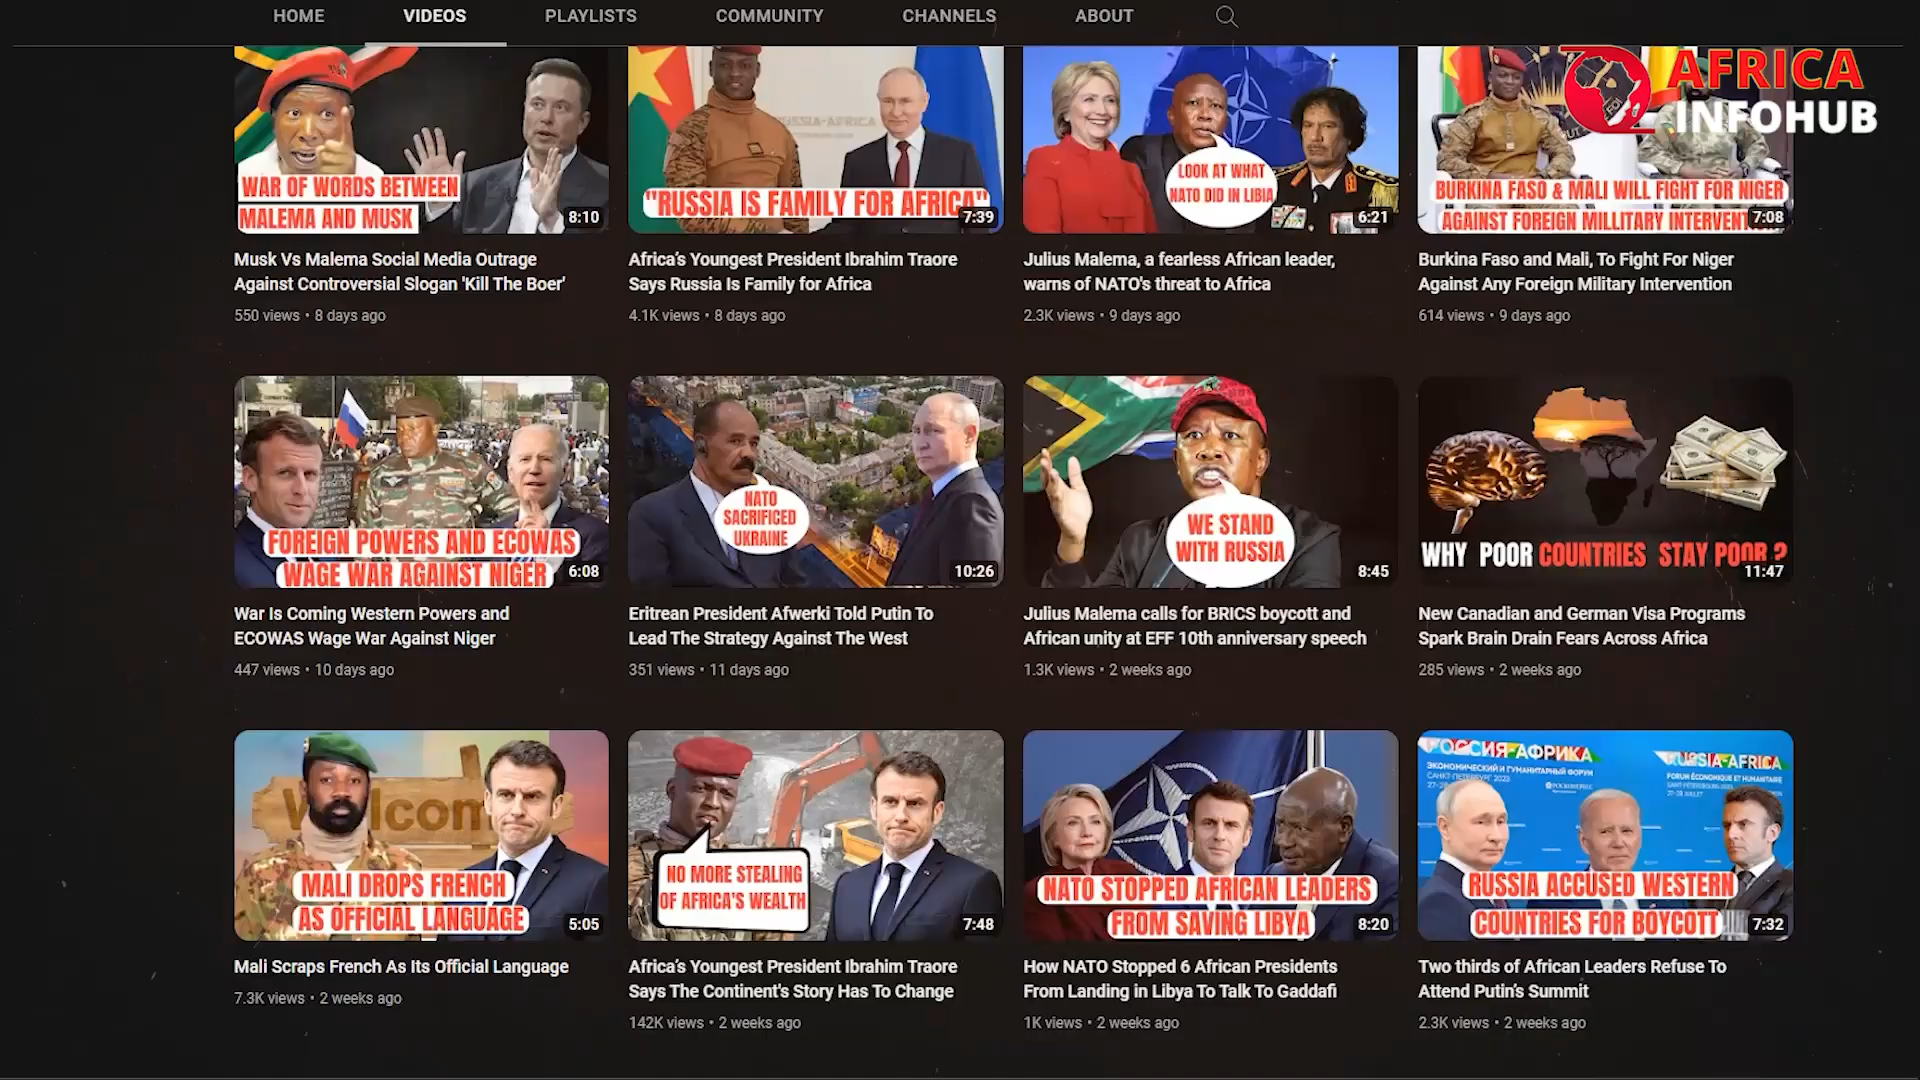 HOME
VIDEOS
PLAYLISTS
COMMUNITY
CHANNELS
ABOUT
AFRICA
INFOHUB
WAR OF WORDS BETWEEN
MALEMA AND MUSK
8:10
Musk Vs Malema Social Media Outrage
Against Controversial Slogan 'Kill The Boer'
550 views • 8 days ago
RUSSIA-AFRICA
"RUSSIA IS FAMILY FOR AFRICA"
7:39
Africa's Youngest President Ibrahim Traore
Says Russia Is Family for Africa
4.1K views • 8 days ago
LOOK AT WHAT
NATO DID IN LIBIA
6:21
Julius Malema, a fearless African leader,
warns of NATO's threat to Africa
2.3K views • 9 days ago
BURKINA FASO & MALI WILL FIGHT FOR NIGER
AGAINST FOREIGN MILLITARY
7:08
Burkina Faso and Mali, To Fight For Niger
Against Any Foreign Military Intervention
614 views • 9 days ago
FOREIGN POWERS AND ECOWAS
WAGE WAR AGAINST NIGER
6:08
War Is Coming Western Powers and
ECOWAS Wage War Against Niger
447 views • 10 days ago
NATO
SACRIFICED
UKRAINE
10:26
Eritrean President Afwerki Told Putin To
Lead The Strategy Against The West
351 views • 11 days ago
WE STAND
WITH RUSSIA
8:45
Julius Malema calls for BRICS boycott and
African unity at EFF 10th anniversary speech
1.3K views • 2 weeks ago
WHY POOR COUNTRIES STAY POOR ?
11:47
New Canadian and German Visa Programs
Spark Brain Drain Fears Across Africa
285 views • 2 weeks ago
MALI DROPS FRENCH
AS OFFICIAL LANGUAGE
5:05
Mali Scraps French As Its Official Language
7.3K views • 2 weeks ago
NO MORE STEALING
OF AFRICA'S WEALTH
7:48
Africa's Youngest President Ibrahim Traore
Says The Continent's Story Has To Change
142K views • 2 weeks ago
NATO STOPPED AFRICAN LEADERS
FROM SAVING LIBYA
8:20
How NATO Stopped 6 African Presidents
From Landing in Libya To Talk To Gaddafi
1K views • 2 weeks ago
РОССИЯ-АФРИКА
ЭКОНОМИЧЕСКИЙ И ГУМАНИТАРНЫЙ ФОРУМ
RUSSIA-AFRICA
FORUM ÉCONOMIQUE ET HUMANITAIRE
RUSSIA ACCUSED WESTERN
COUNTRIES FOR BOYCOTT
7:32
Two thirds of African Leaders Refuse To
Attend Putin's Summit
2.3K views • 2 weeks ago